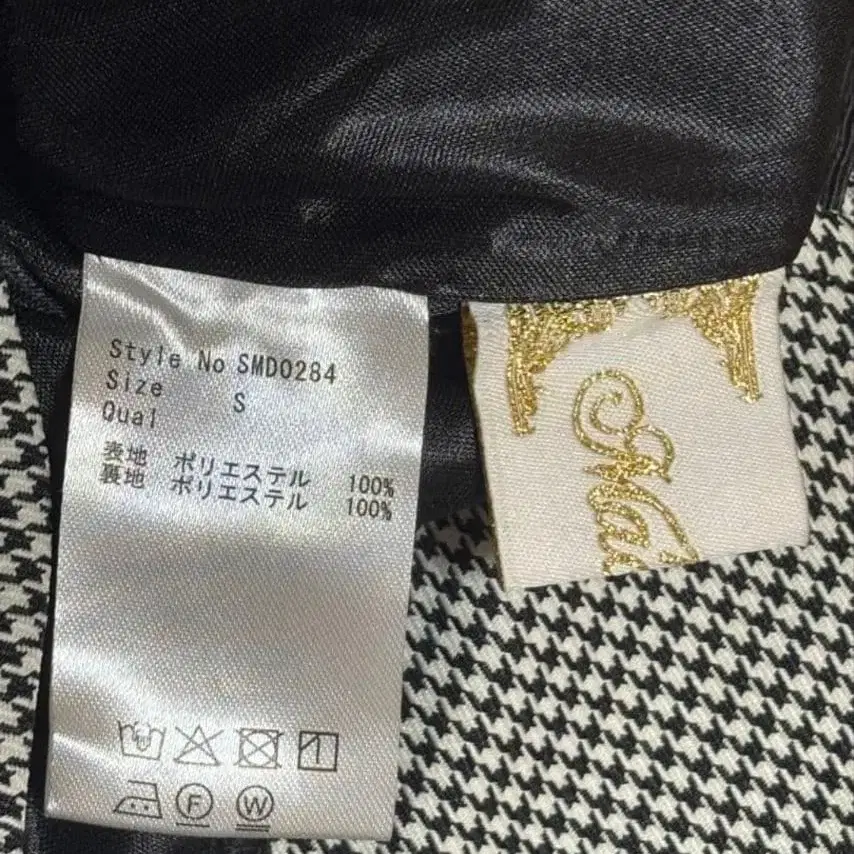 Style No SMD0284
Size S
Qual
表地 ポリエステル 100%
裏地 ポリエステル 100%
F W